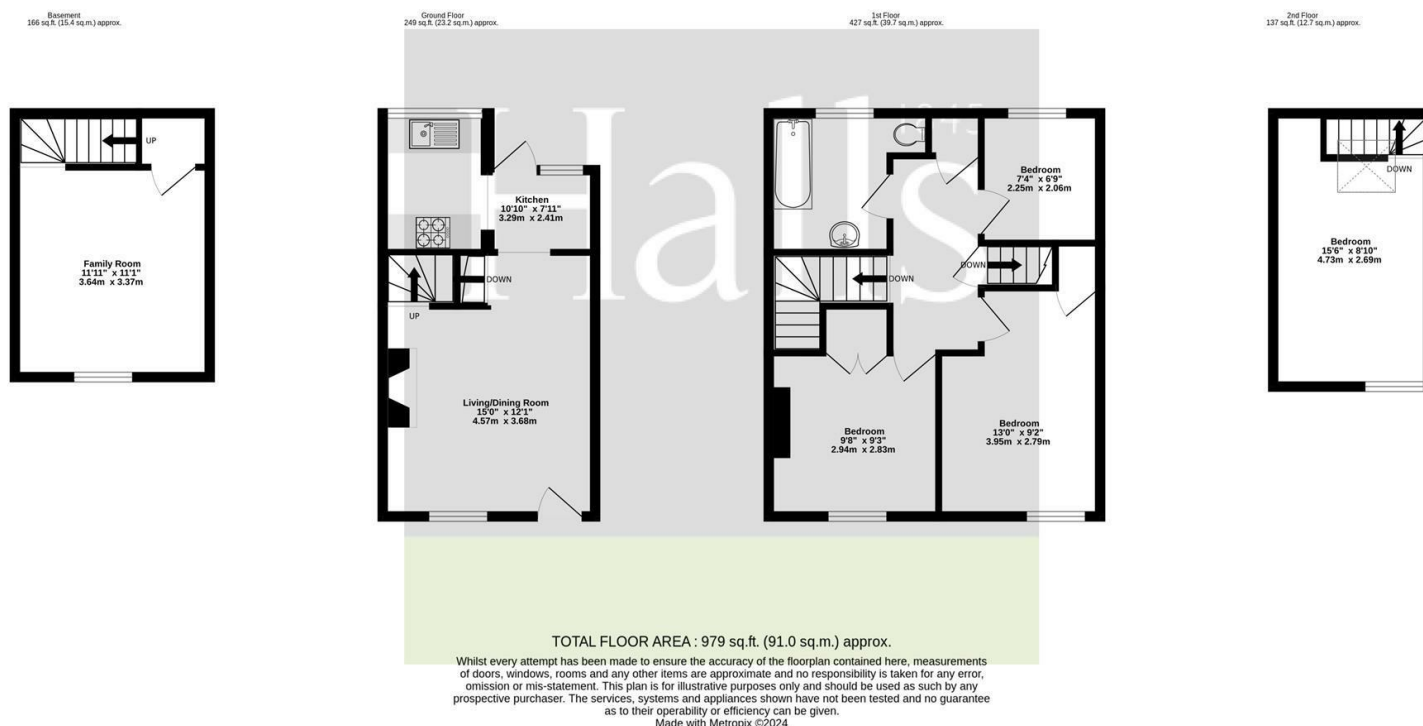 Basement
166 sq.ft. (15.4 sq.m.) approx.
Ground Floor
249 sq.ft. (23.2 sq.m.) approx.
1st Floor
427 sq.ft. (39.7 sq.m.) approx.
2nd Floor
137 sq.ft. (12.7 sq.m.) approx.
Halls
1845
UP
Family Room
11'11" x 11'1"
3.64m x 3.37m
Kitchen
10'10" x 7'11"
3.29m x 2.41m
DOWN
UP
Living/Dining Room
15'0" x 12'1"
4.57m x 3.68m
Bedroom
7'4" x 6'9"
2.25m x 2.06m
DOWN
DOWN
Bedroom
9'8" x 9'3"
2.94m x 2.83m
Bedroom
13'0" x 9'2"
3.95m x 2.79m
DOWN
Bedroom
15'6" x 8'10"
4.73m x 2.69m
TOTAL FLOOR AREA : 979 sq.ft. (91.0 sq.m.) approx.
Whilst every attempt has been made to ensure the accuracy of the floorplan contained here, measurements
of doors, windows, rooms and any other items are approximate and no responsibility is taken for any error,
omission or mis-statement. This plan is for illustrative purposes only and should be used as such by any
prospective purchaser. The services, systems and appliances shown have not been tested and no guarantee
as to their operability or efficiency can be given.
Made with Metropix ©2024